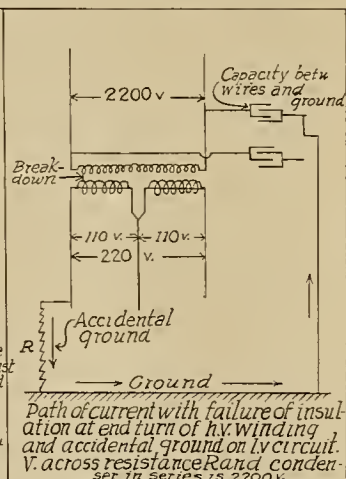 Capacity betw
wires and
ground
2200 v
Break-
down
110 v.
110 v.
220 v.
Accidental
ground
R
Ground
Path of current with failure of insul-
ation at end turn of h.v. winding
and accidental ground on l.v circuit.
V. across resistance R and conden-
ser in series is 2200 v.